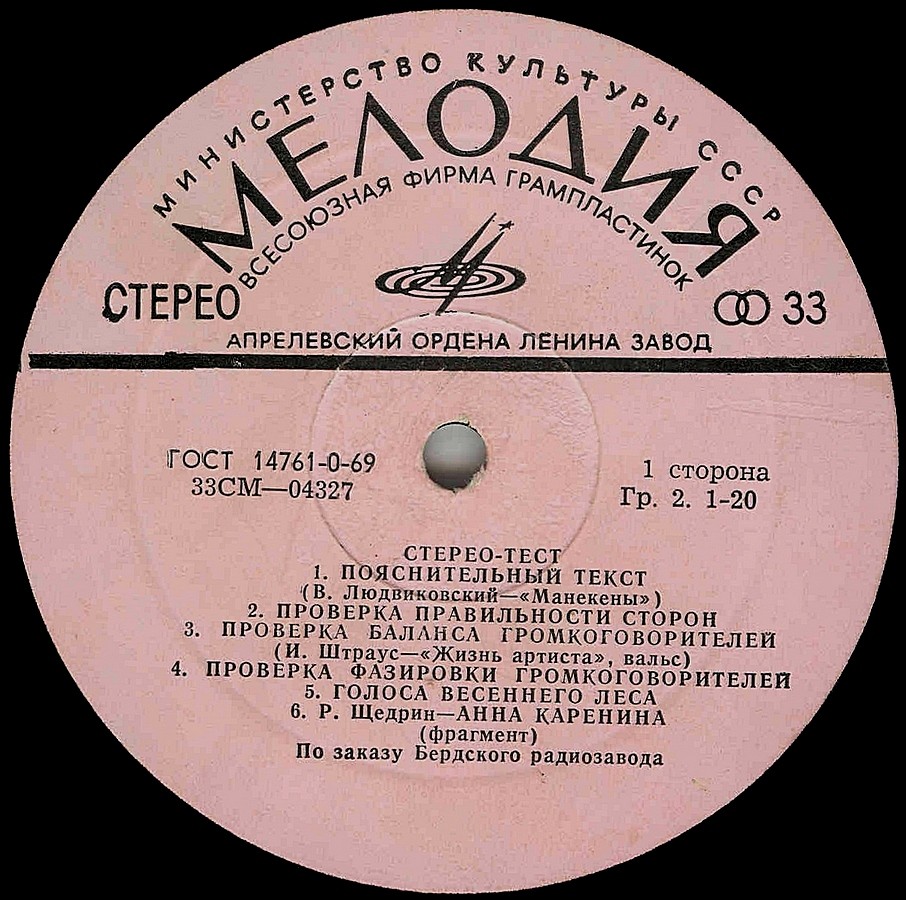 МИНИСТЕРСТВО КУЛЬТУРЫ СССР
МЕЛОДИЯ
ВСЕСОЮЗНАЯ ФИРМА ГРАМПЛАСТИНОК
СТЕРЕО
33
АПРЕЛЕВСКИЙ ОРДЕНА ЛЕНИНА ЗАВОД
ГОСТ 14761-0-69
33СМ—04327
1 сторона
Гр. 2. 1-20
СТЕРЕО-ТЕСТ
1. ПОЯСНИТЕЛЬНЫЙ ТЕКСТ
(В. Людвиковский—«Манекены»)
2. ПРОВЕРКА ПРАВИЛЬНОСТИ СТОРОН
3. ПРОВЕРКА БАЛАНСА ГРОМКОГОВОРИТЕЛЕЙ
(И. Штраус—«Жизнь артиста», вальс)
4. ПРОВЕРКА ФАЗИРОВКИ ГРОМКОГОВОРИТЕЛЕЙ
5. ГОЛОСА ВЕСЕННЕГО ЛЕСА
6. Р. Щедрин—АННА КАРЕНИНА
(фрагмент)
По заказу Бердского радиозавода